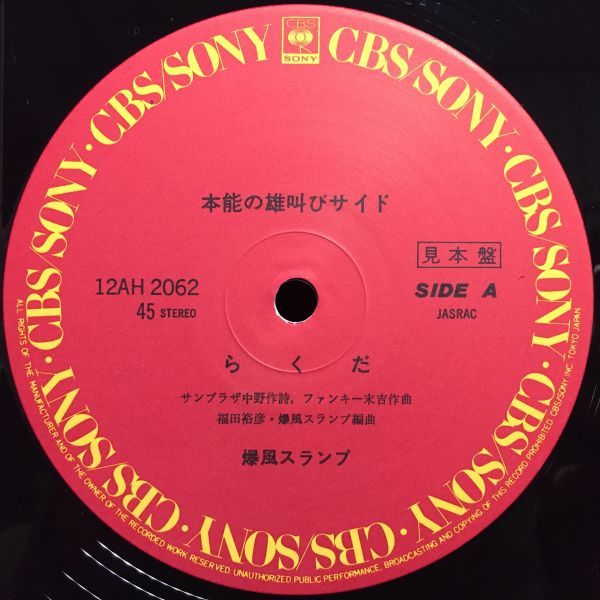 CBS
SONY
CBS/SONY · CBS/SONY · CBS/SONY · CBS/SONY · CBS/SONY · CBS/SONY · CBS/SONY · CBS/SONY
本能の雄叫びサイド
見本盤
12AH 2062
SIDE A
45 STEREO
JASRAC
らくだ
サンプラザ中野作詩，ファンキー末吉作曲
福田裕彦・爆風スランプ編曲
爆風スランプ
ALL RIGHTS OF THE MANUFACTURER AND OF THE OWNER OF THE RECORDED WORK RESERVED. UNAUTHORIZED PUBLIC PERFORMANCE, BROADCASTING AND COPYING OF THIS RECORD PROHIBITED CBS/SONY INC. TOKYO JAPAN.